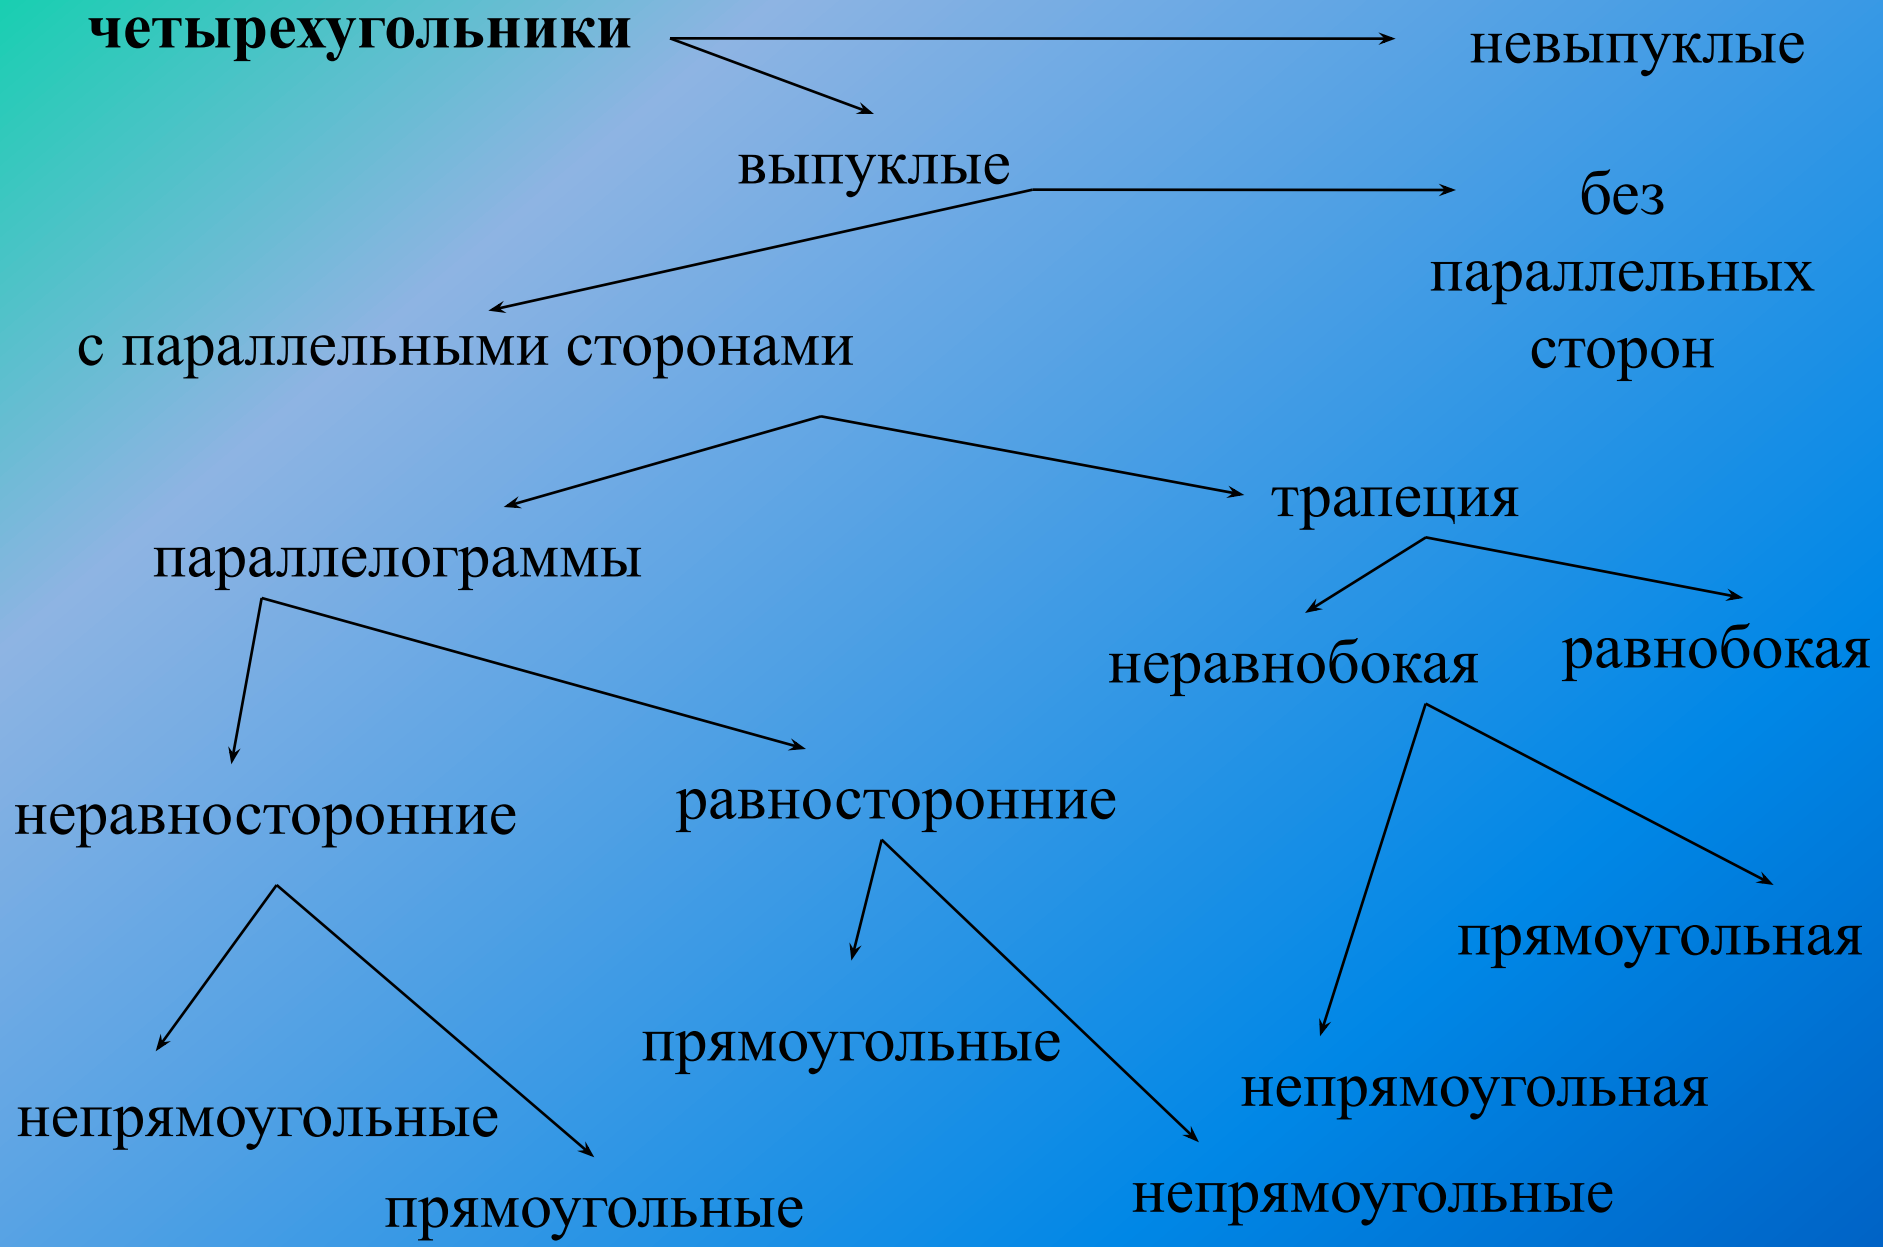 четырехугольники
невыпуклые
выпуклые
без
параллельных
сторон
с параллельными сторонами
трапеция
параллелограммы
неравнобокая
равнобокая
неравносторонние
равносторонние
прямоугольная
прямоугольные
непрямоугольная
непрямоугольные
прямоугольные
непрямоугольные